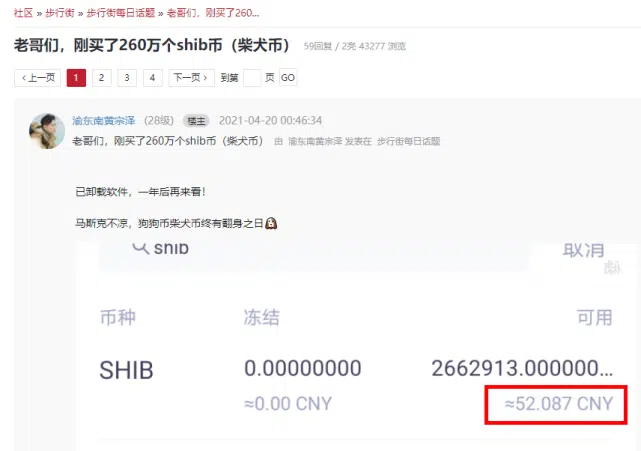 社区 » 步行街 » 步行街每日话题 » 老哥们，刚买了260...
老哥们，刚买了260万个shib币（柴犬币） 59回复 / 2亮 43277 浏览
‹ 上一页 1 2 3 4 下一页 › 到第 页 GO
渝东南黄宗泽 (28级) 楼主 2021-04-20 00:46:34
老哥们，刚买了260万个shib币（柴犬币） 由 渝东南黄宗泽 发表在 步行街每日话题
已卸载软件，一年后再来看！
马斯克不凉，狗狗币柴犬币终有翻身之日
shib 取消
币种 冻结 可用
SHIB 0.00000000 2662913.000000...
≈0.00 CNY ≈52.087 CNY